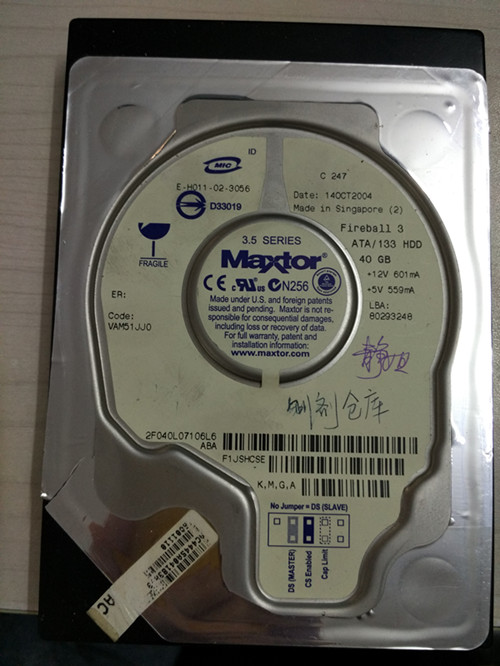 MIC
ID
E-H011-02-3056
D33019
C 247
Date: 14OCT2004
Made in Singapore (2)
Fireball 3
ATA/133 HDD
40 GB
+12V 601mA
+5V 559mA
LBA:
80293248
FRAGILE
ER:
Code:
VAM51JJ0
3.5 SERIES
Maxtor
N256
Made under U.S. and foreign patents
issued and pending. Maxtor is not re-
sponsible for consequential damages,
including loss or recovery of data.
For full warranty, patent and
installation information:
www.maxtor.com
制剂仓库
2F040L07106L6
ABA
F1JSHCSE
K,M,G,A
No Jumper = DS (SLAVE)
DS (MASTER)
CS Enabled
Cap Limit
AC